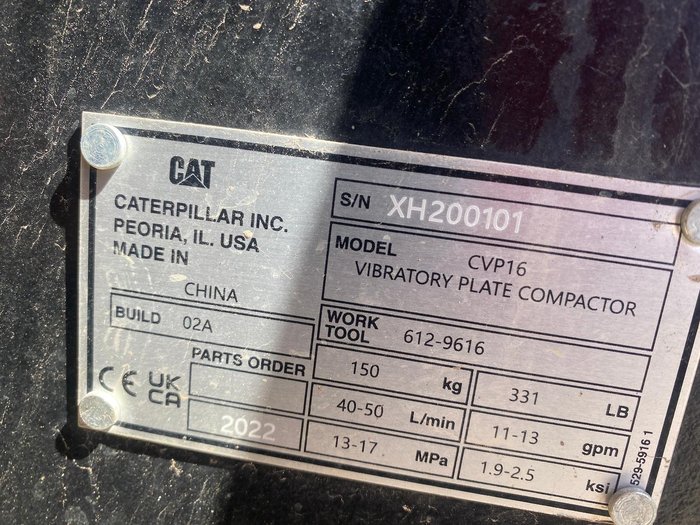 CAT
CATERPILLAR INC.
PEORIA, IL. USA
MADE IN
CHINA
BUILD 02A
PARTS ORDER
CE UK
CA
2022
S/N XH200101
MODEL CVP16
VIBRATORY PLATE COMPACTOR
WORK
TOOL 612-9616
150 kg 331 LB
40-50 L/min 11-13 gpm
13-17 MPa 1.9-2.5 ksi
529-5916 1